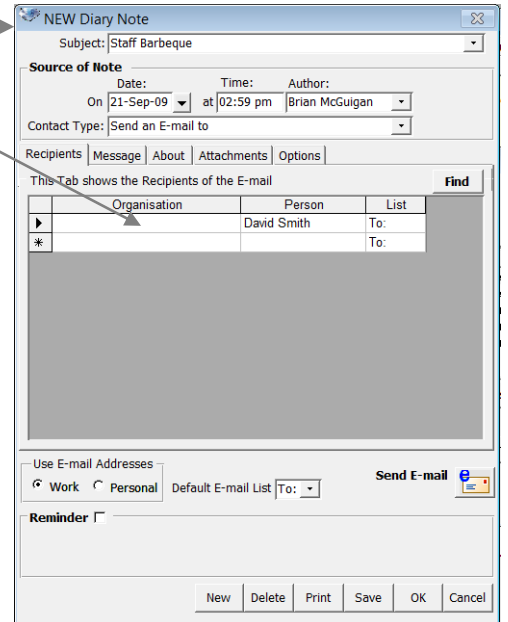 NEW Diary Note
Subject: Staff Barbeque
Source of Note
Date: Time: Author:
On 21-Sep-09 at 02:59 pm Brian McGuigan
Contact Type: Send an E-mail to
Recipients Message About Attachments Options
This Tab shows the Recipients of the E-mail Find
Organisation Person List
David Smith To:
* To:
Use E-mail Addresses
Work Personal Default E-mail List To: Send E-mail
Reminder
New Delete Print Save OK Cancel